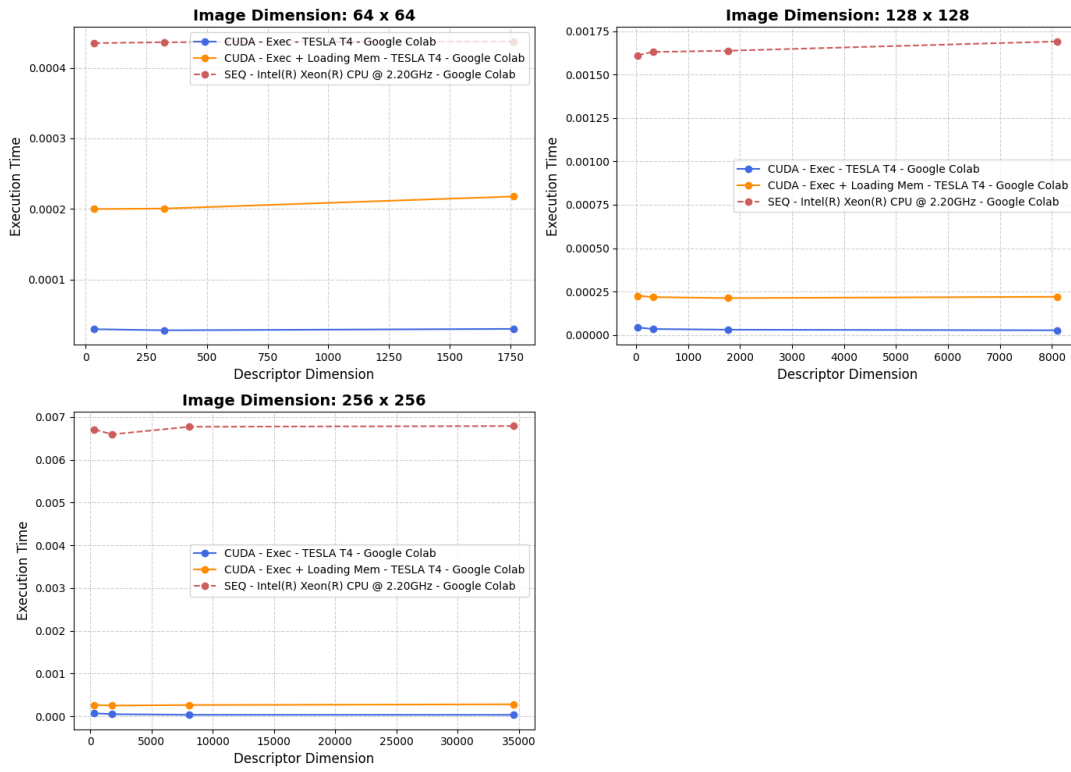 Image Dimension: 64 x 64
0.0004
0.0003
0.0002
0.0001
Execution Time
CUDA - Exec - TESLA T4 - Google Colab
CUDA - Exec + Loading Mem - TESLA T4 - Google Colab
SEQ - Intel(R) Xeon(R) CPU @ 2.20GHz - Google Colab
0 250 500 750 1000 1250 1500 1750
Descriptor Dimension
Image Dimension: 128 x 128
0.00175
0.00150
0.00125
0.00100
0.00075
0.00050
0.00025
0.00000
Execution Time
CUDA - Exec - TESLA T4 - Google Colab
CUDA - Exec + Loading Mem - TESLA T4 - Google Colab
SEQ - Intel(R) Xeon(R) CPU @ 2.20GHz - Google Colab
0 1000 2000 3000 4000 5000 6000 7000 8000
Descriptor Dimension
Image Dimension: 256 x 256
0.007
0.006
0.005
0.004
0.003
0.002
0.001
0.000
Execution Time
CUDA - Exec - TESLA T4 - Google Colab
CUDA - Exec + Loading Mem - TESLA T4 - Google Colab
SEQ - Intel(R) Xeon(R) CPU @ 2.20GHz - Google Colab
0 5000 10000 15000 20000 25000 30000 35000
Descriptor Dimension